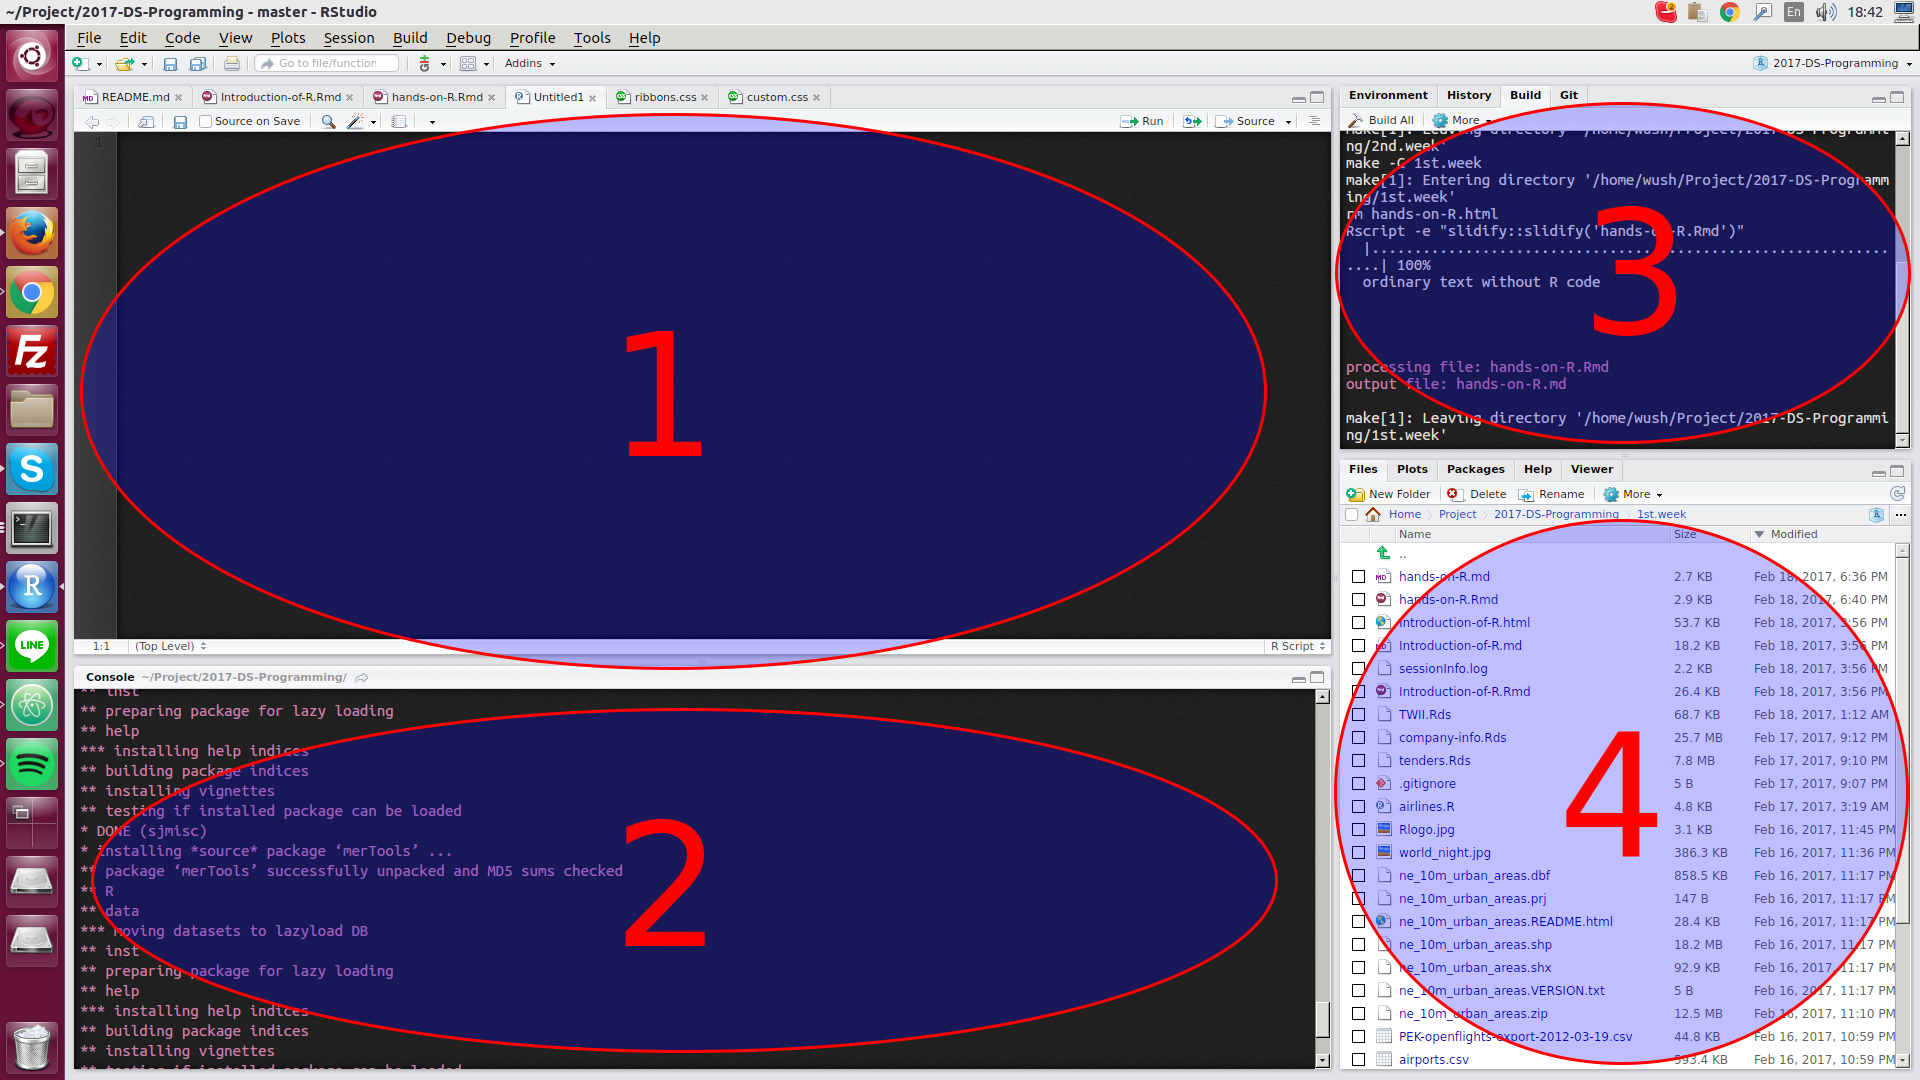 ~/Project/2017-DS-Programming - master - RStudio
En
18:42
File Edit Code View Plots Session Build Debug Profile Tools Help
Go to file/function
Addins
2017-DS-Programming
README.md
Introduction-of-R.Rmd
hands-on-R.Rmd
Untitled1
ribbons.css
custom.css
Source on Save
Run
Source
1
1
1:1
(Top Level)
R Script
Console ~/Project/2017-DS-Programming/
** inst
** preparing package for lazy loading
** help
*** installing help indices
** building package indices
** installing vignettes
** testing if installed package can be loaded
* DONE (sjmisc)
* installing *source* package ‘merTools’ ...
** package ‘merTools’ successfully unpacked and MD5 sums checked
** R
** data
*** moving datasets to lazyload DB
** inst
** preparing package for lazy loading
** help
*** installing help indices
** building package indices
** installing vignettes
** testing if installed package can be loaded
2
Environment History Build Git
Build All
More
make[1]: Leaving directory '/home/wush/Project/2017-DS-Programmi
ng/2nd.week'
make -C 1st.week
make[1]: Entering directory '/home/wush/Project/2017-DS-Programm
ing/1st.week'
rm hands-on-R.html
Rscript -e "slidify::slidify('hands-on-R.Rmd')"
|.............................................................
....| 100%
ordinary text without R code
processing file: hands-on-R.Rmd
output file: hands-on-R.md
make[1]: Leaving directory '/home/wush/Project/2017-DS-Programmi
ng/1st.week'
3
Files Plots Packages Help Viewer
New Folder Delete Rename More
Home Project 2017-DS-Programming 1st.week
Name Size Modified
..
hands-on-R.md 2.7 KB Feb 18, 2017, 6:36 PM
hands-on-R.Rmd 2.9 KB Feb 18, 2017, 6:40 PM
Introduction-of-R.html 53.7 KB Feb 18, 2017, 3:56 PM
Introduction-of-R.md 18.2 KB Feb 18, 2017, 3:56 PM
sessionInfo.log 2.2 KB Feb 18, 2017, 3:56 PM
Introduction-of-R.Rmd 26.4 KB Feb 18, 2017, 3:56 PM
TWII.Rds 68.7 KB Feb 18, 2017, 1:12 AM
company-info.Rds 25.7 MB Feb 17, 2017, 9:12 PM
tenders.Rds 7.8 MB Feb 17, 2017, 9:10 PM
.gitignore 5 B Feb 17, 2017, 9:07 PM
airlines.R 4.8 KB Feb 17, 2017, 3:19 AM
Rlogo.jpg 3.1 KB Feb 16, 2017, 11:45 PM
world_night.jpg 386.3 KB Feb 16, 2017, 11:36 PM
ne_10m_urban_areas.dbf 858.5 KB Feb 16, 2017, 11:17 PM
ne_10m_urban_areas.prj 147 B Feb 16, 2017, 11:17 PM
ne_10m_urban_areas.README.html 28.4 KB Feb 16, 2017, 11:17 PM
ne_10m_urban_areas.shp 18.2 MB Feb 16, 2017, 11:17 PM
ne_10m_urban_areas.shx 92.9 KB Feb 16, 2017, 11:17 PM
ne_10m_urban_areas.VERSION.txt 5 B Feb 16, 2017, 11:17 PM
ne_10m_urban_areas.zip 12.5 MB Feb 16, 2017, 11:10 PM
PEK-openflights-export-2012-03-19.csv 44.8 KB Feb 16, 2017, 10:59 PM
airports.csv 593.4 KB Feb 16, 2017, 10:59 PM
4
LINE